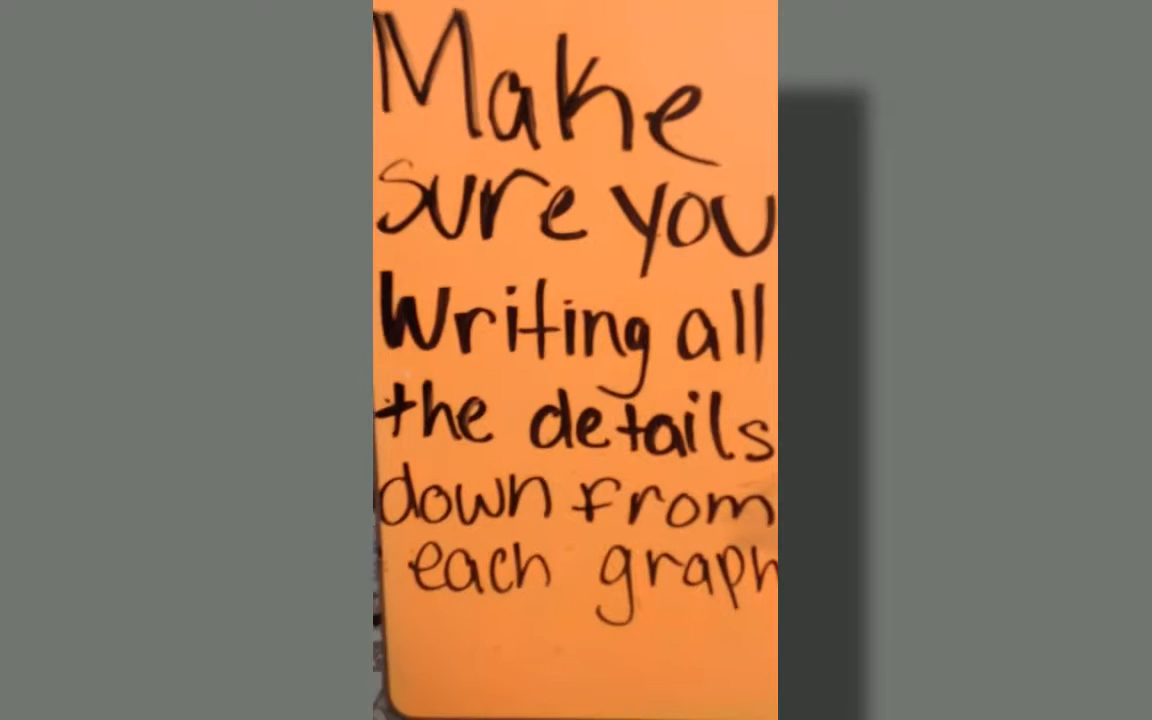 Make
sure you
Writing all
the details
down from
each graph